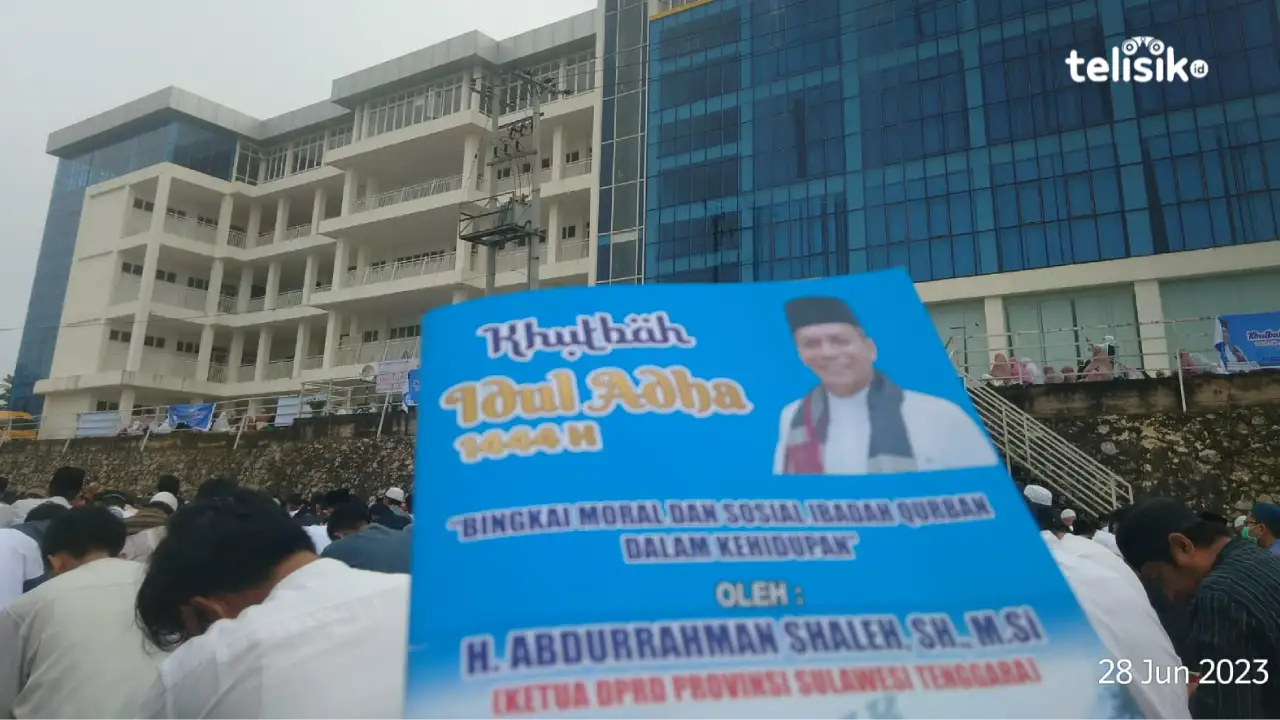 telisik id
Khutbah
Idul Adha
1444 H
"BINGKAI MORAL DAN SOSIAL IBADAH QURBAN
DALAM KEHIDUPAN"
OLEH :
H. ABDURRAHMAN SHALEH, SH., M.SI
(KETUA DPRD PROVINSI SULAWESI TENGGARA)
28 Jun 2023